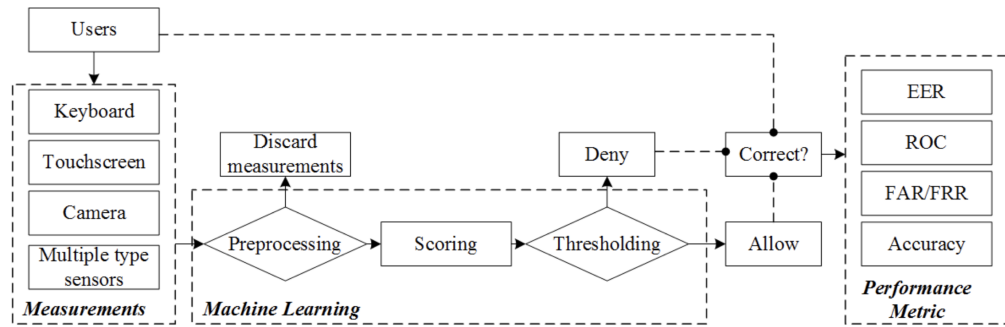 Users
Keyboard
Touchscreen
Camera
Multiple type
sensors
Measurements
Discard
measurements
Preprocessing
Scoring
Thresholding
Machine Learning
Deny
Allow
Correct?
EER
ROC
FAR/FRR
Accuracy
Performance
Metric